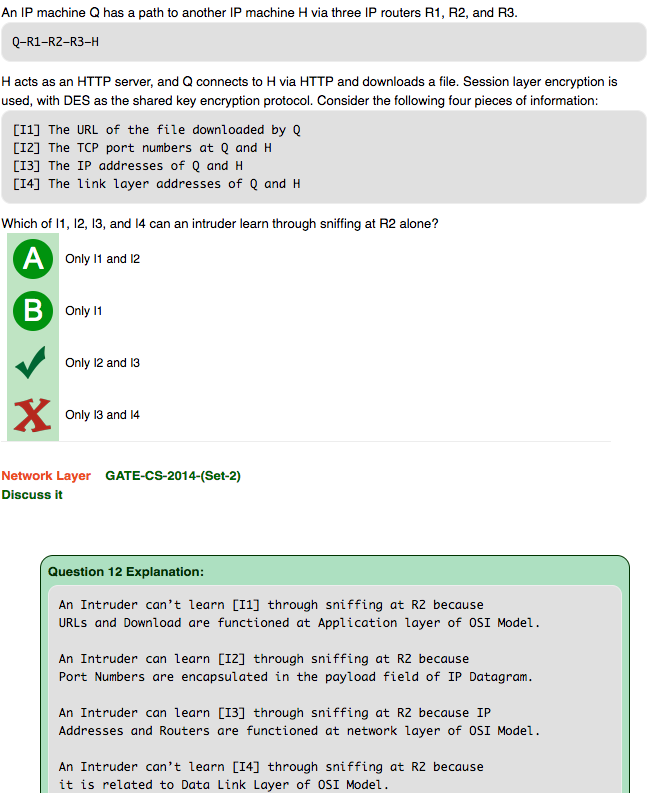 An IP machine Q has a path to another IP machine H via three IP routers R1, R2, and R3.
Q-R1-R2-R3-H
H acts as an HTTP server, and Q connects to H via HTTP and downloads a file. Session layer encryption is
used, with DES as the shared key encryption protocol. Consider the following four pieces of information:
[I1] The URL of the file downloaded by Q
[I2] The TCP port numbers at Q and H
[I3] The IP addresses of Q and H
[I4] The link layer addresses of Q and H
Which of I1, I2, I3, and I4 can an intruder learn through sniffing at R2 alone?
A Only I1 and I2
B Only I1
Only I2 and I3
Only I3 and I4
Network Layer GATE-CS-2014-(Set-2)
Discuss it
Question 12 Explanation:
An Intruder can’t learn [I1] through sniffing at R2 because
URLs and Download are functioned at Application layer of OSI Model.
An Intruder can learn [I2] through sniffing at R2 because
Port Numbers are encapsulated in the payload field of IP Datagram.
An Intruder can learn [I3] through sniffing at R2 because IP
Addresses and Routers are functioned at network layer of OSI Model.
An Intruder can’t learn [I4] through sniffing at R2 because
it is related to Data Link Layer of OSI Model.